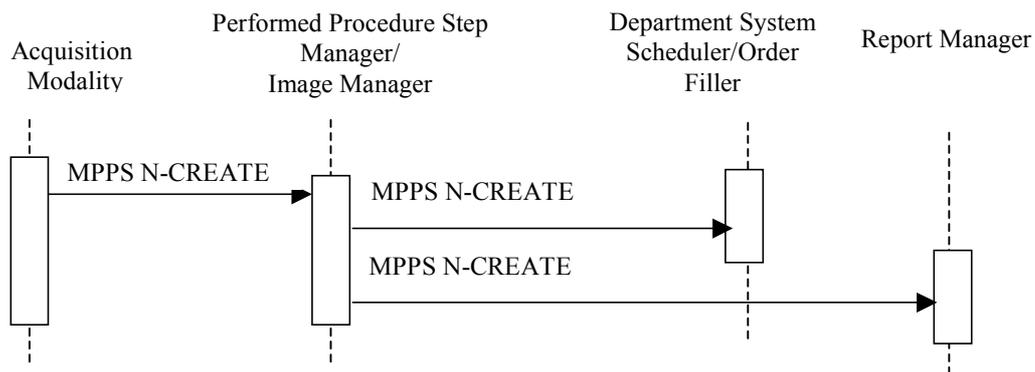 Acquisition
Modality
Performed Procedure Step
Manager/
Image Manager
Department System
Scheduler/Order
Filler
Report Manager
MPPS N-CREATE
MPPS N-CREATE
MPPS N-CREATE